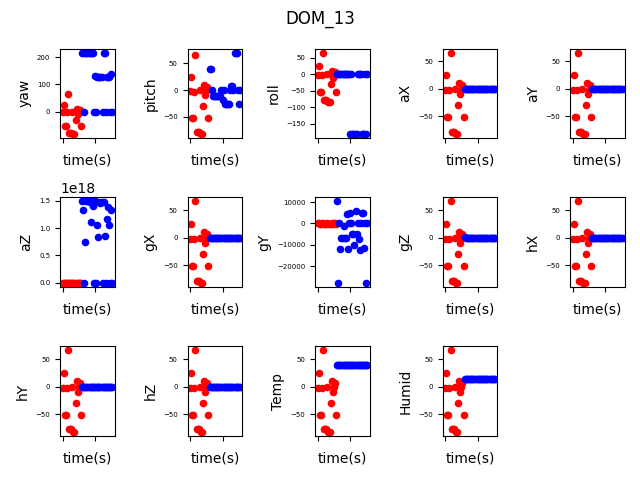 DOM_13
yaw 200 100 0 time(s)
pitch 50 0 −50 time(s)
roll 50 0 −50 −100 −150 time(s)
aX 50 0 −50 time(s)
aY 50 0 −50 time(s)
1e18
aZ 1.5 1.0 0.5 0.0 time(s)
gX 50 0 −50 time(s)
gY 10000 0 −10000 −20000 time(s)
gZ 50 0 −50 time(s)
hX 50 0 −50 time(s)
hY 50 0 −50 time(s)
hZ 50 0 −50 time(s)
Temp 50 0 −50 time(s)
Humid 50 0 −50 time(s)